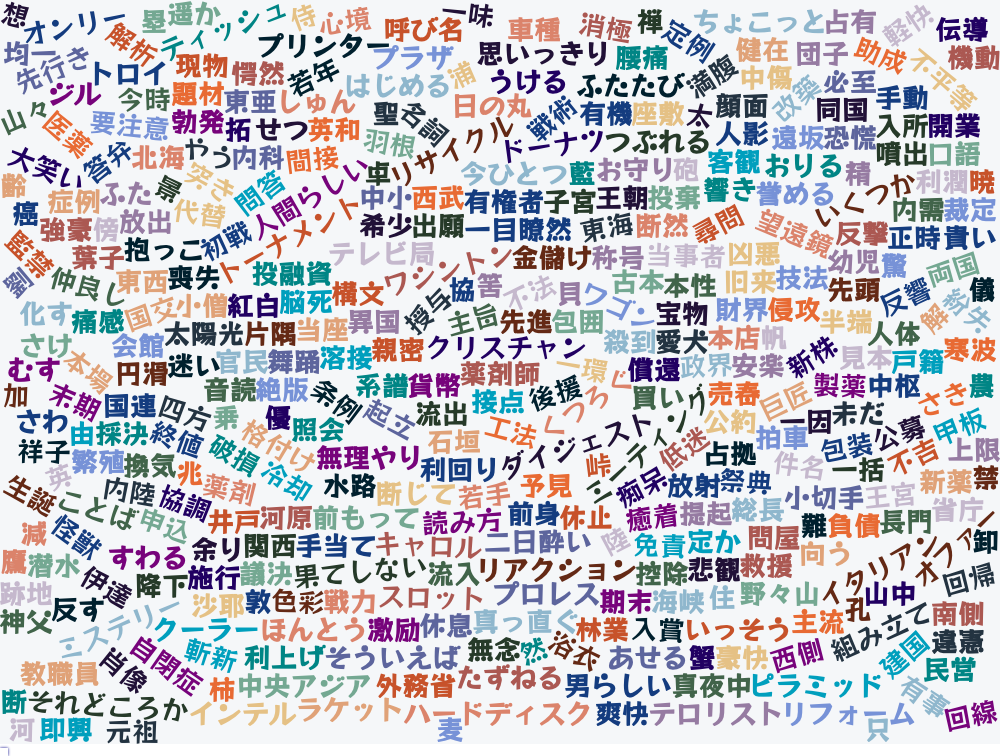 想 オンリー 解析 塁 遥か ティッシュ 侍 心境 呼び名 一味 車種 消極 禅 定例 ちょこっと 占有 軽快 伝導
均一 先行き トロイ 現物 愕然 プリンター 若年 プラザ 思いっきり 腰痛 健在 団子 助成 不平等 機動
ジル 今時 題材 東亜 しゅん はじめる 浦 うける ふたたび 満腹 中傷 改築 必至 手動
山々 医薬 要注意 勃発 拓 せつ 英和 聖 名詞 日の丸 戦術 有機 座敷 太 顔面 同国 入所 開業
大笑い 答弁 北海 やっ 内科 間接 羽根 リサイクル ドーナツ つぶれる 人影 遠坂 恐慌 噴出 口語
齢 症例 ふた 景 突き 問答 人間らしい 卓 今ひとつ 藍 お守り 砲 客観 おりる 精 利潤 暁
癌 強豪 傍 放出 代替 初戦 トーナメント 中小 西武 有権者 子宮 王朝 投棄 響き 誉める いくつか 内需 裁定
監禁 葉子 抱っこ 希少 出願 一目瞭然 東海 断然 尋問 望遠鏡 反撃 正時 貴い
闇 仲良し 東西 喪失 投融資 テレビ局 ワシントン 金儲け 称号 当事者 凶悪 幼児 驚 両国
化す 痛感 国交 小僧 紅白 脳死 構文 授与 協 筈 不法 貝 ワゴン 古本 本性 旧来 技法 先頭 反響 儀
さけ 会館 太陽光 片隅 当座 異国 主旨 先進 包囲 宝物 財界 侵攻 半端 人体 解釈 紛失
むす 本場 円滑 迷い 官民 舞踊 溶接 親密 クリスチャン 殺到 愛犬 本店 帆 新株 見本 戸籍 寒波
加 末期 国連 音読 絶版 条例 系譜 貨幣 薬剤師 接点 後援 一環 ぐ 償還 政界 安楽 製薬 中枢 さき 農
さわ 由 採決 四方 乗 優 照会 起立 流出 石垣 工法 くつろぐ 買い 売春 公約 巨匠 一因 未だ 公募 甲板
祥子 繁殖 換気 終値 破損 格付け 無理やり 利回り ダイジェスト ミーティング 低迷 占拠 拍車 件名 包装 一括 不吉 上限
英 兆 薬剤 冷却 水路 断じて 若手 予見 峠 痴呆 放射 祭典 小切手 王宮 新薬 禁
生誕 ことば 内陸 申込 協調 井戸 河原 前もって 読み方 前身 休止 癒着 提起 総長 難 負債 長門 省庁
減 怪獣 すわる 余り 関西 手当て キャロル 二日酔い 陸 免責 定か 問屋 向う イタリアン オファー 卸
鷹 潜水 伊達 降下 施行 議決 果てしない 流入 リアクション 控除 悲観 救援 回帰
跡地 反す 沙耶 敦 色彩 戦力 スロット プロレス 期末 海峡 住 野々 山 孔 山中
神父 ミステリー クーラー ほんとう 激励 休息 真っ直ぐ 林業 入賞 いっそう 主流 組み立て 南側
教職員 肖像 自閉症 斬新 利上げ そういえば 無念 然 浴衣 あせる 蟹 豪快 西側 建国 違憲
断 それどころか 柿 中央アジア 外務省 たずねる 男らしい 真夜中 ピラミッド 有事 民営
河 即興 元祖 インテル ラケット ハードディスク 麦 爽快 テロリスト リフォーム 只 回線